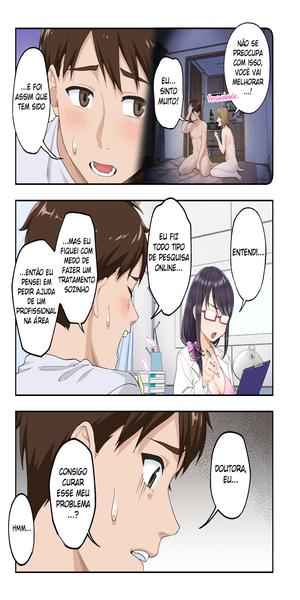 NÃO SE
PREOCUPA
COM ISSO,
VOCÊ VAI
MELHORAR
...!
EU...
SINTO
MUITO!
...E FOI
ASSIM QUE
TEM SIDO
ENTENDI...
EU FIZ
TODO TIPO
DE PESQUISA
ONLINE...
...MAS EU
FIQUEI COM
MEDO DE
FAZER UM
TRATAMENTO
SOZINHO
...ENTÃO EU
PENSEI EM
PEDIR AJUDA
DE UM
PROFISSIONAL
NA ÁREA
DOUTORA,
EU...
CONSIGO
CURAR
ESSE MEU
PROBLEMA
...?
HMM...